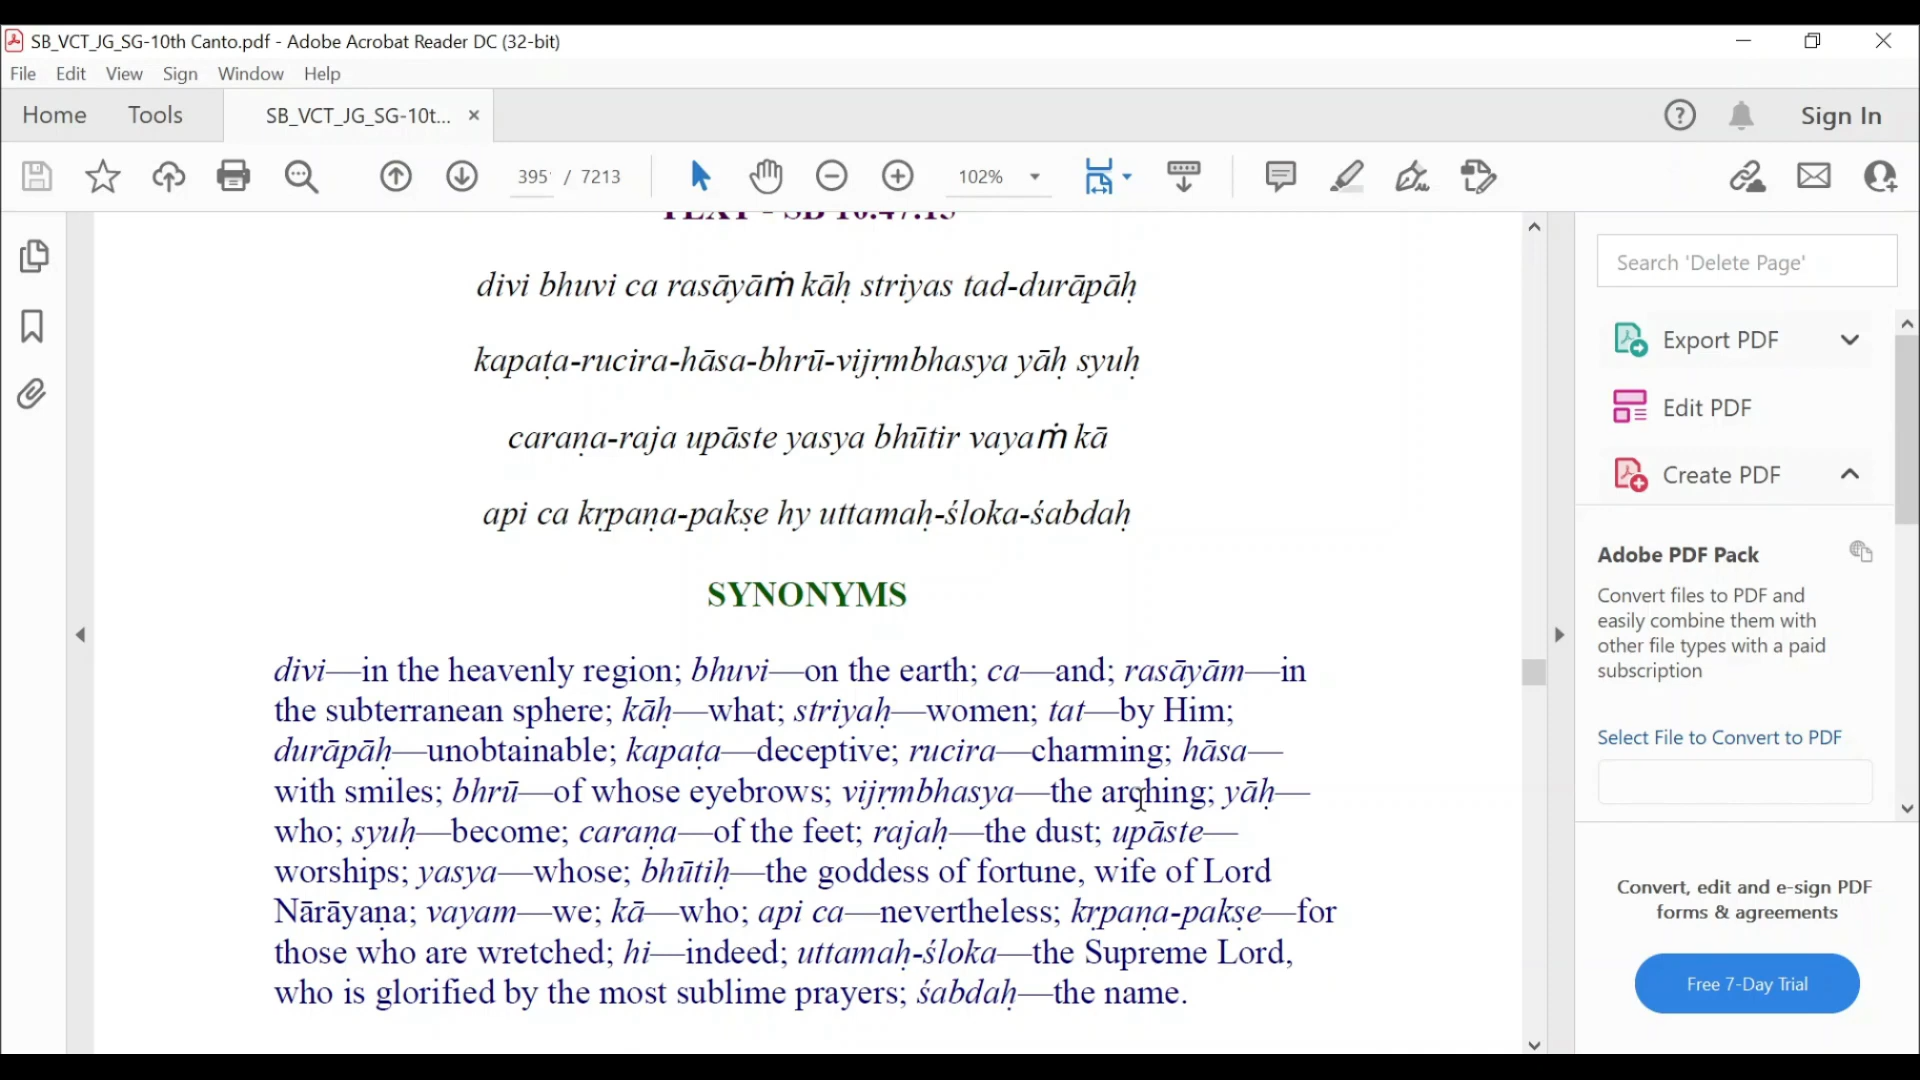 SB_VCT_JG_SG-10th Canto.pdf - Adobe Acrobat Reader DC (32-bit)
File Edit View Sign Window Help
Home Tools SB_VCT_JG_SG-10t... × Sign In
395 / 7213 102%
TEXT - SB 10.47.15
divi bhuvi ca rasāyāṁ kāḥ striyas tad-durāpāḥ
kapaṭa-rucira-hāsa-bhrū-vijṛmbhasya yāḥ syuḥ
caraṇa-raja upāste yasya bhūtir vayaṁ kā
api ca kṛpaṇa-pakṣe hy uttamaḥ-śloka-śabdaḥ
SYNONYMS
divi—in the heavenly region; bhuvi—on the earth; ca—and; rasāyām—in
the subterranean sphere; kāḥ—what; striyaḥ—women; tat—by Him;
durāpāḥ—unobtainable; kapaṭa—deceptive; rucira—charming; hāsa—
with smiles; bhrū—of whose eyebrows; vijṛmbhasya—the arching; yāḥ—
who; syuḥ—become; caraṇa—of the feet; rajaḥ—the dust; upāste—
worships; yasya—whose; bhūtiḥ—the goddess of fortune, wife of Lord
Nārāyaṇa; vayam—we; kā—who; api ca—nevertheless; kṛpaṇa-pakṣe—for
those who are wretched; hi—indeed; uttamaḥ-śloka—the Supreme Lord,
who is glorified by the most sublime prayers; śabdaḥ—the name.
Search 'Delete Page'
Export PDF
Edit PDF
Create PDF
Adobe PDF Pack
Convert files to PDF and
easily combine them with
other file types with a paid
subscription
Select File to Convert to PDF
Convert, edit and e-sign PDF
forms & agreements
Free 7-Day Trial